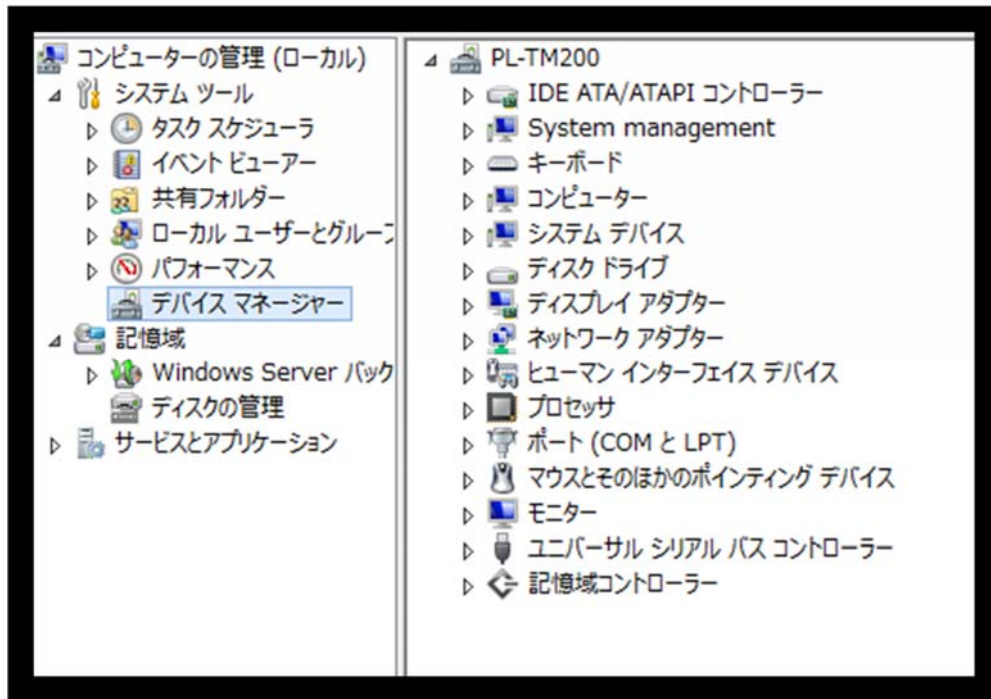 コンピューターの管理 (ローカル)
システム ツール
タスク スケジューラ
イベント ビューアー
共有フォルダー
ローカル ユーザーとグループ
パフォーマンス
デバイス マネージャー
記憶域
Windows Server バック
ディスクの管理
サービスとアプリケーション
PL-TM200
IDE ATA/ATAPI コントローラー
System management
キーボード
コンピューター
システム デバイス
ディスク ドライブ
ディスプレイ アダプター
ネットワーク アダプター
ヒューマン インターフェイス デバイス
プロセッサ
ポート (COM と LPT)
マウスとそのほかのポインティング デバイス
モニター
ユニバーサル シリアル バス コントローラー
記憶域コントローラー